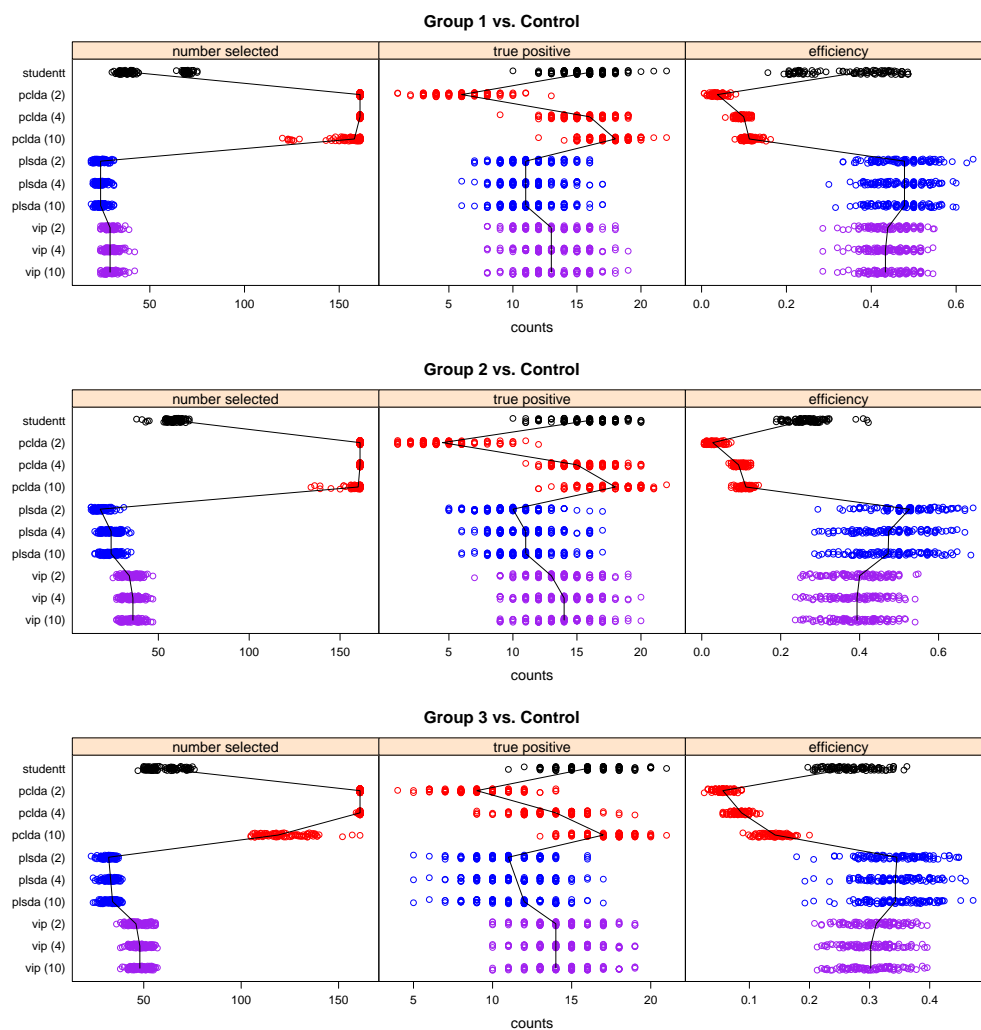 Group 1 vs. Control
number selected true positive efficiency
studentt
pclda (2)
pclda (4)
pclda (10)
plsda (2)
plsda (4)
plsda (10)
vip (2)
vip (4)
vip (10)
50 100 150 5 10 15 20 0.0 0.2 0.4 0.6
counts
Group 2 vs. Control
number selected true positive efficiency
studentt
pclda (2)
pclda (4)
pclda (10)
plsda (2)
plsda (4)
plsda (10)
vip (2)
vip (4)
vip (10)
50 100 150 5 10 15 20 0.0 0.2 0.4 0.6
counts
Group 3 vs. Control
number selected true positive efficiency
studentt
pclda (2)
pclda (4)
pclda (10)
plsda (2)
plsda (4)
plsda (10)
vip (2)
vip (4)
vip (10)
50 100 150 5 10 15 20 0.1 0.2 0.3 0.4
counts